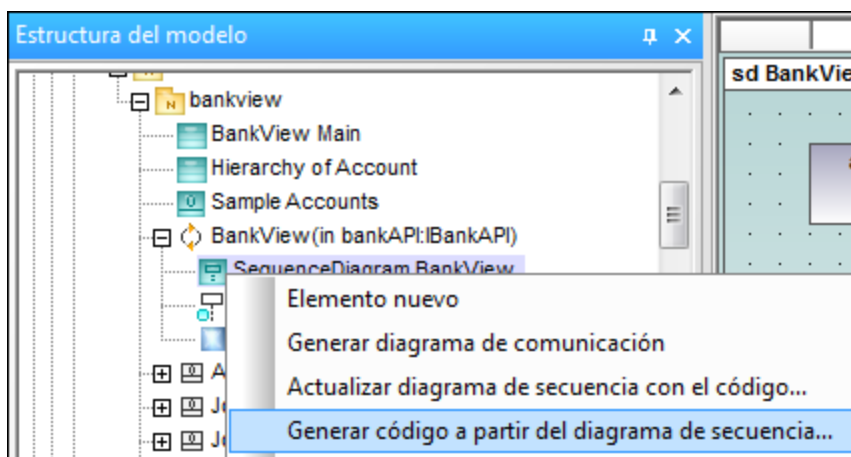 Estructura del modelo
sd BankVie
bankview
BankView Main
Hierarchy of Account
Sample Accounts
BankView(in bankAPI:IBankAPI)
SequenceDiagram BankView
Elemento nuevo
Generar diagrama de comunicación
Actualizar diagrama de secuencia con el código...
Generar código a partir del diagrama de secuencia...